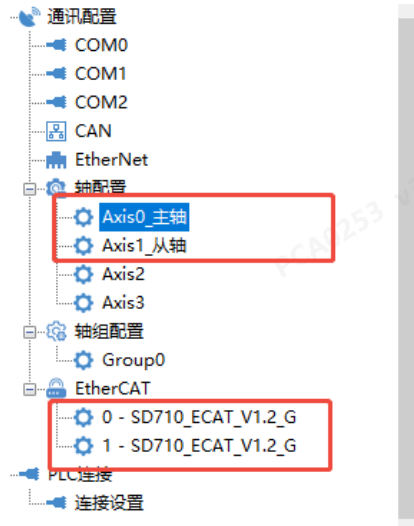 通讯配置
COM0
COM1
COM2
CAN
EtherNet
轴配置
Axis0_主轴
Axis1_从轴
Axis2
Axis3
轴组配置
Group0
EtherCAT
0 - SD710_ECAT_V1.2_G
1 - SD710_ECAT_V1.2_G
PLC连接
连接设置
PCA0253